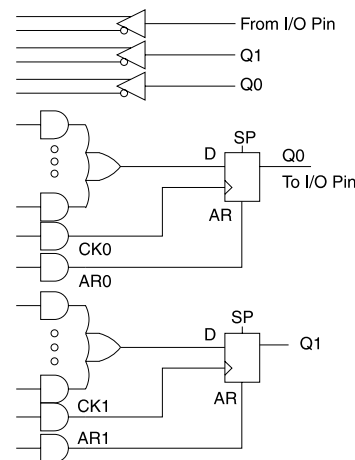 From I/O Pin
Q1
Q0
SP
D
Q0
To I/O Pin
AR
CK0
AR0
SP
D
Q1
AR
CK1
AR1